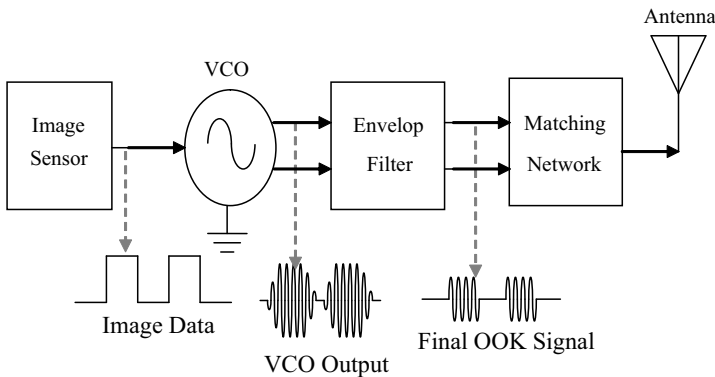 Antenna
VCO
Image
Sensor
Envelop
Filter
Matching
Network
Image Data
VCO Output
Final OOK Signal